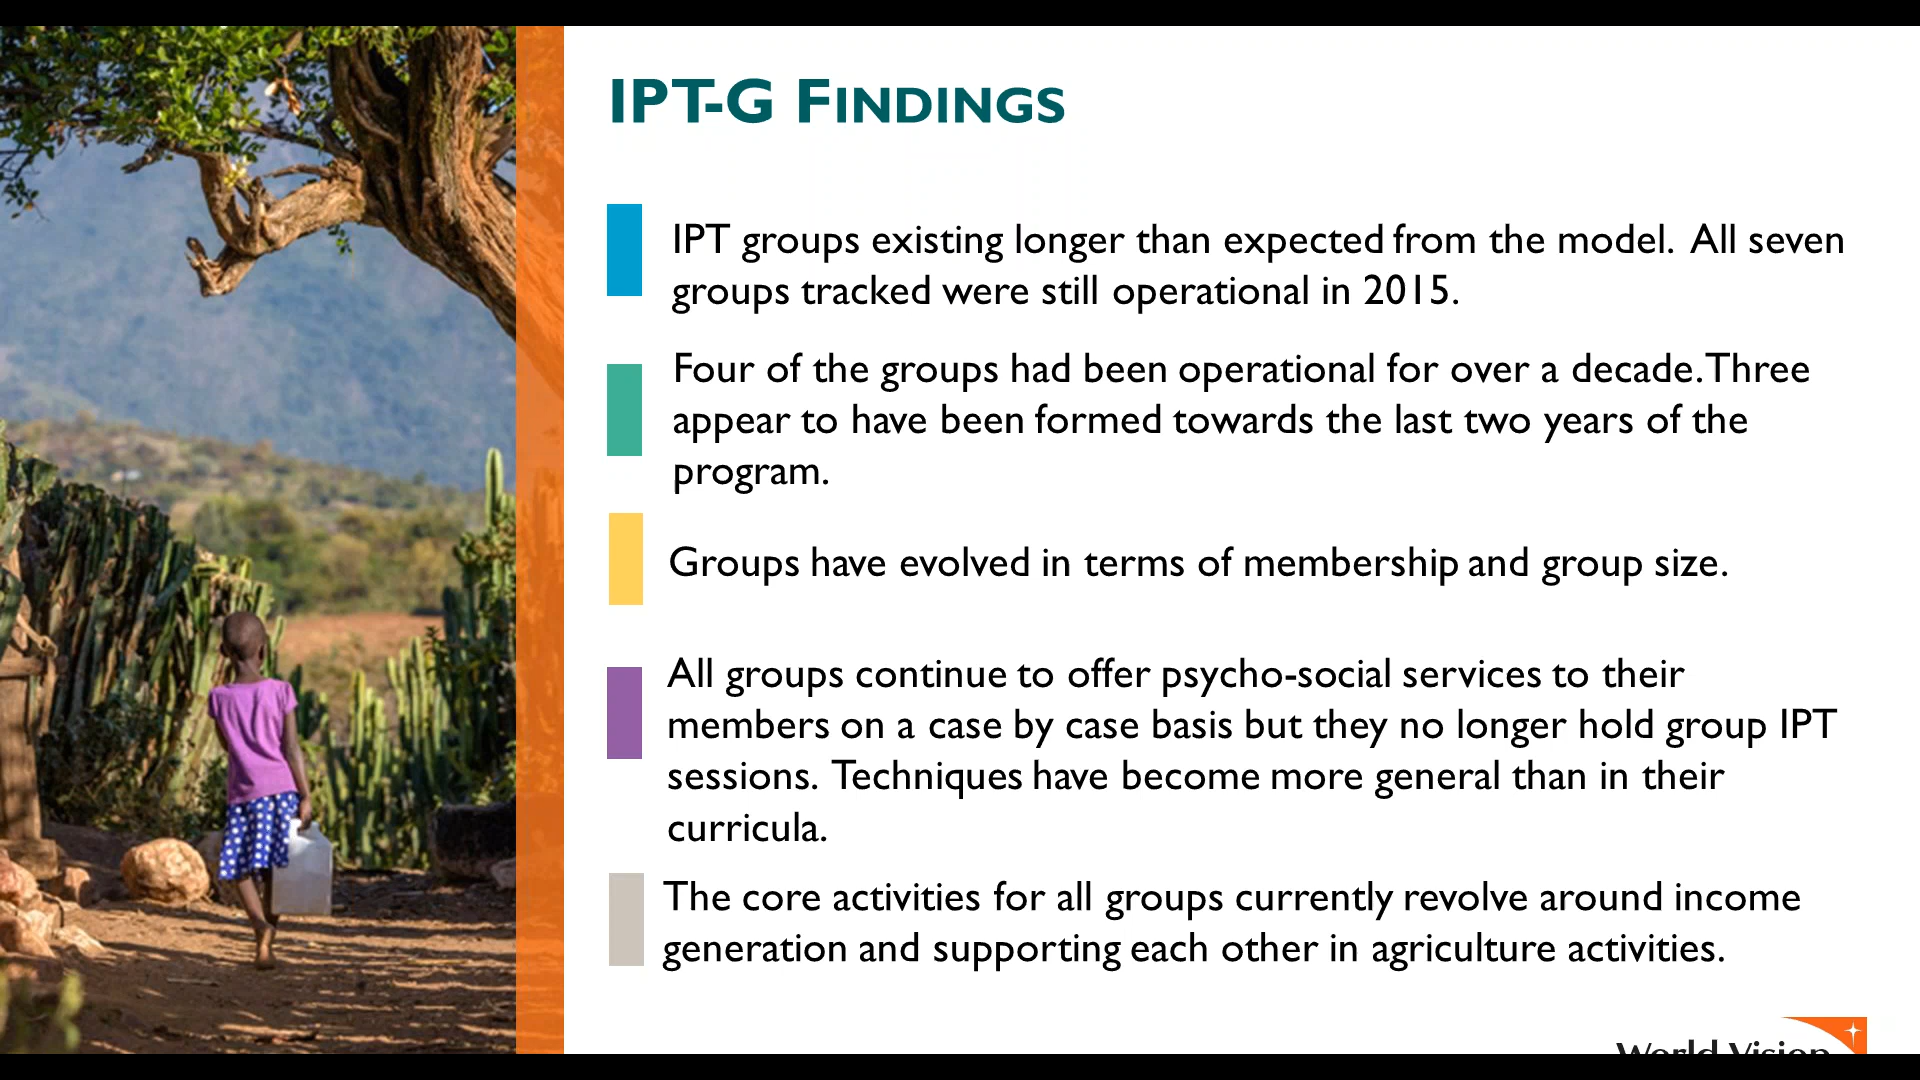 IPT-G FINDINGS
IPT groups existing longer than expected from the model. All seven
groups tracked were still operational in 2015.
Four of the groups had been operational for over a decade. Three
appear to have been formed towards the last two years of the
program.
Groups have evolved in terms of membership and group size.
All groups continue to offer psycho-social services to their
members on a case by case basis but they no longer hold group IPT
sessions. Techniques have become more general than in their
curricula.
The core activities for all groups currently revolve around income
generation and supporting each other in agriculture activities.
World Vision